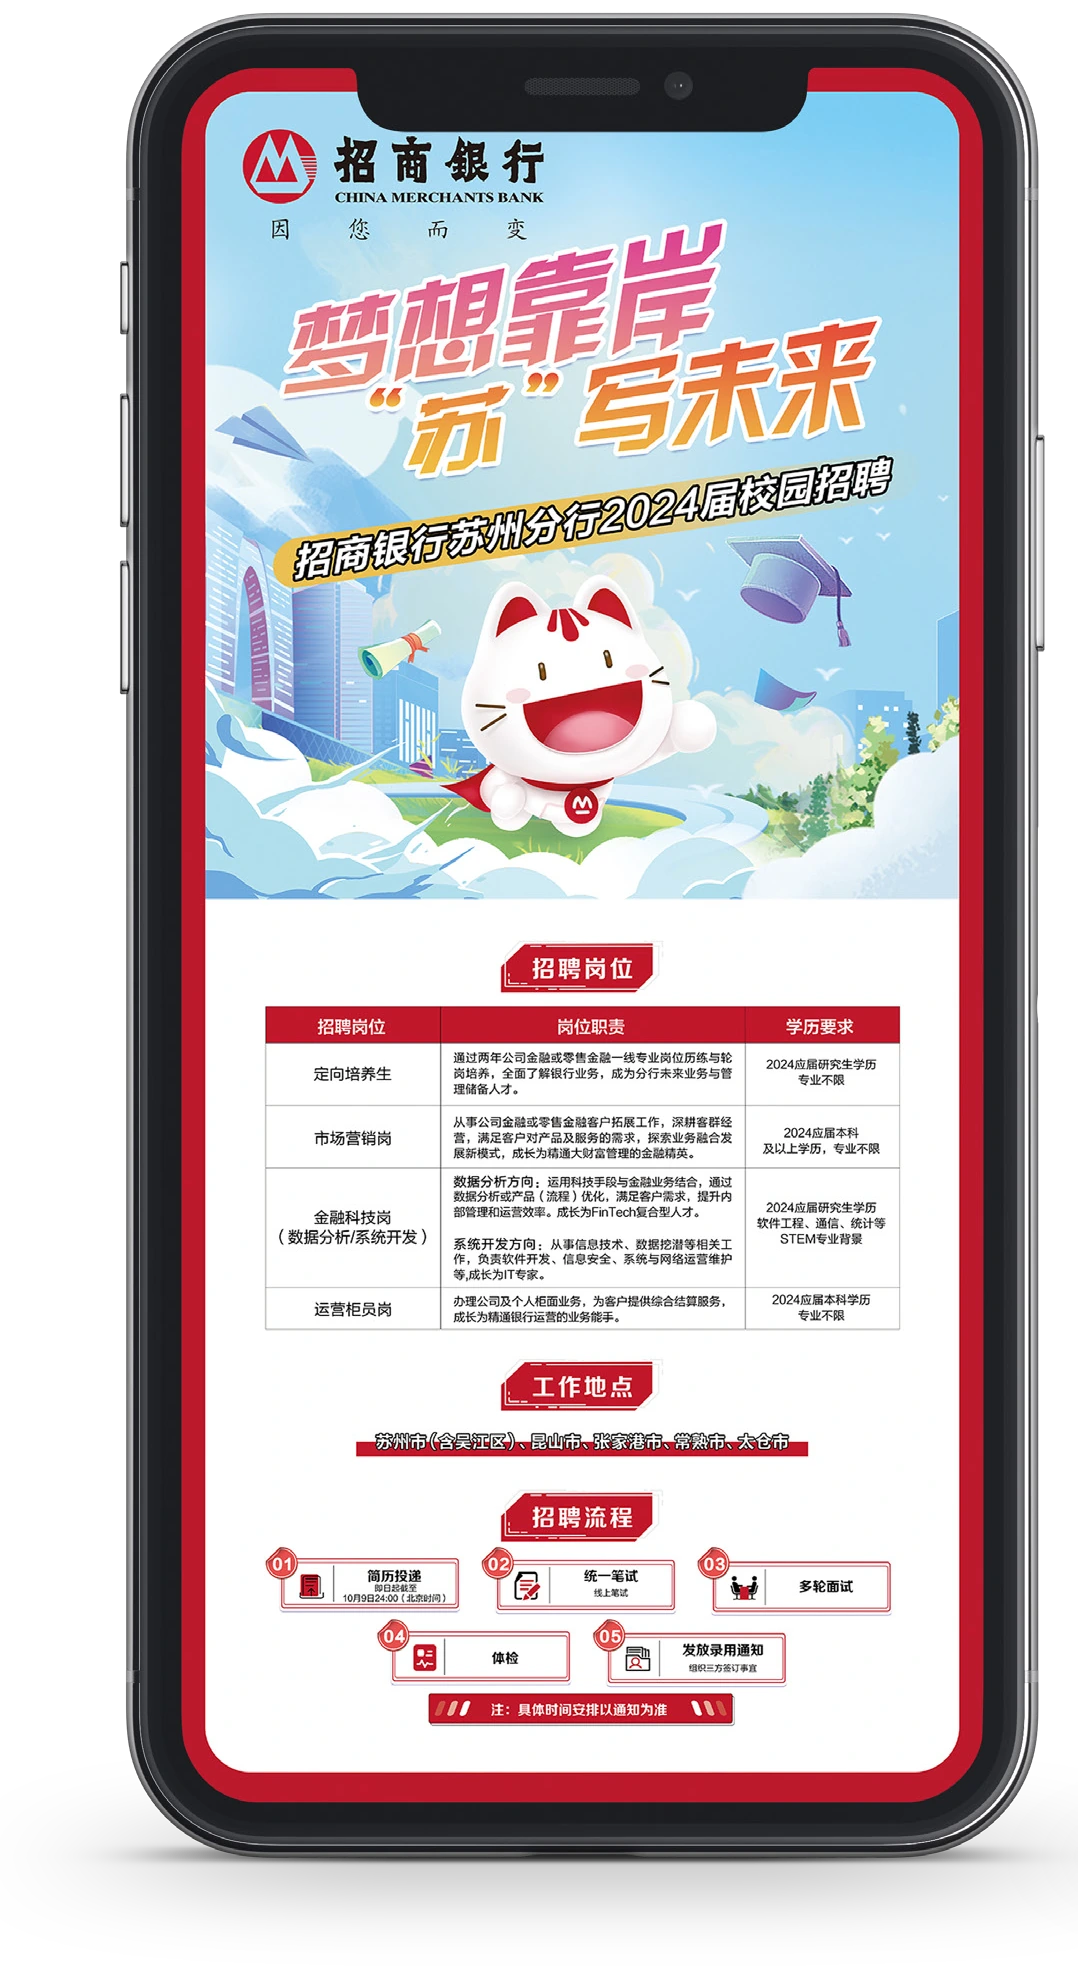 招商銀行
CHINA MERCHANTS BANK
因您而变
梦想靠岸
“苏”写未来
招商银行苏州分行2024届校园招聘
招聘岗位
招聘岗位 岗位职责 学历要求
定向培养生
通过两年公司金融或零售金融一线专业岗位历练与轮
岗培养，全面了解银行业务，成为分行未来业务与管
理储备人才。
2024应届研究生学历
专业不限
市场营销岗
从事公司金融或零售金融客户拓展工作，深耕客群经
营，满足客户对产品及服务的需求，探索业务融合发
展新模式，成长为精通大财富管理的金融精英。
2024应届本科
及以上学历，专业不限
金融科技岗
（数据分析/系统开发）
数据分析方向：运用科技手段与金融业务结合，通过
数据分析或产品（流程）优化，满足客户需求，提升内
部管理和运营效率。成长为FinTech复合型人才。
系统开发方向：从事信息技术、数据挖潜等相关工
作，负责软件开发、信息安全、系统与网络运营维护
等,成长为IT专家。
2024应届研究生学历
软件工程、通信、统计等
STEM专业背景
运营柜员岗
办理公司及个人柜面业务，为客户提供综合结算服务，
成长为精通银行运营的业务能手。
2024应届本科学历
专业不限
工作地点
苏州市（含吴江区）、昆山市、张家港市、常熟市、太仓市
招聘流程
01
简历投递
即日起截至
10月9日24:00（北京时间）
02
统一笔试
线上笔试
03
多轮面试
04
体检
05
发放录用通知
组织三方签订事宜
注：具体时间安排以通知为准